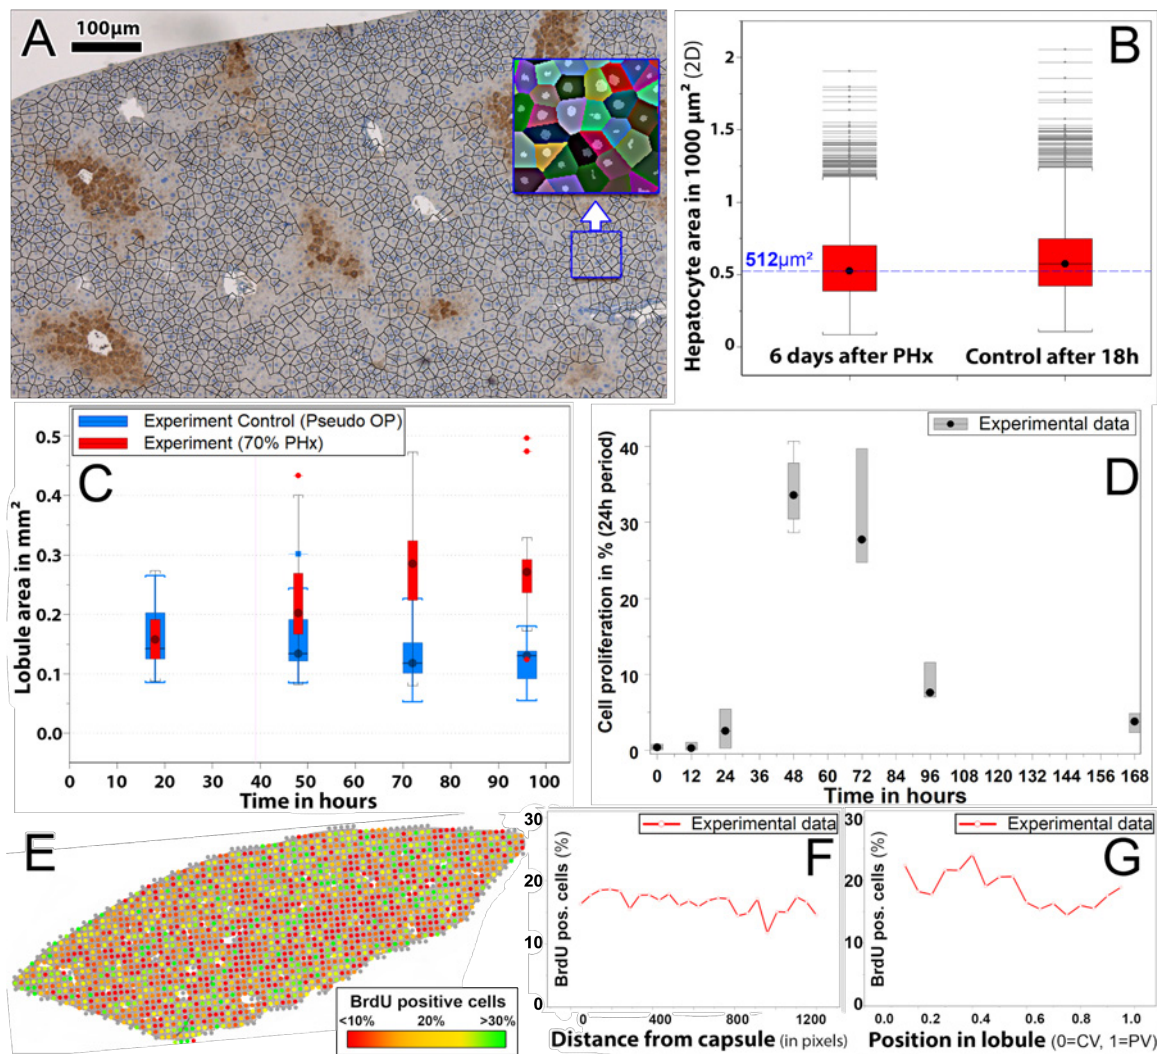 A
100µm
B
Hepatocyte area in 1000 µm² (2D)
2
1.5
1
0.5
0
512µm²
6 days after PHx
Control after 18h
C
Experiment Control (Pseudo OP)
Experiment (70% PHx)
Lobule area in mm²
0.5
0.4
0.3
0.2
0.1
0.0
0 10 20 30 40 50 60 70 80 90 100
Time in hours
D
Experimental data
Cell proliferation in % (24h period)
40
30
20
10
0
0 12 24 36 48 60 72 84 96 108 120 132 144 156 168
Time in hours
E
BrdU positive cells
<10% 20% >30%
F
Experimental data
BrdU pos. cells (%)
30
20
10
0
0 400 800 1200
Distance from capsule (in pixels)
G
Experimental data
BrdU pos. cells (%)
30
20
10
0
0.0 0.2 0.4 0.6 0.8 1.0
Position in lobule (0=CV, 1=PV)